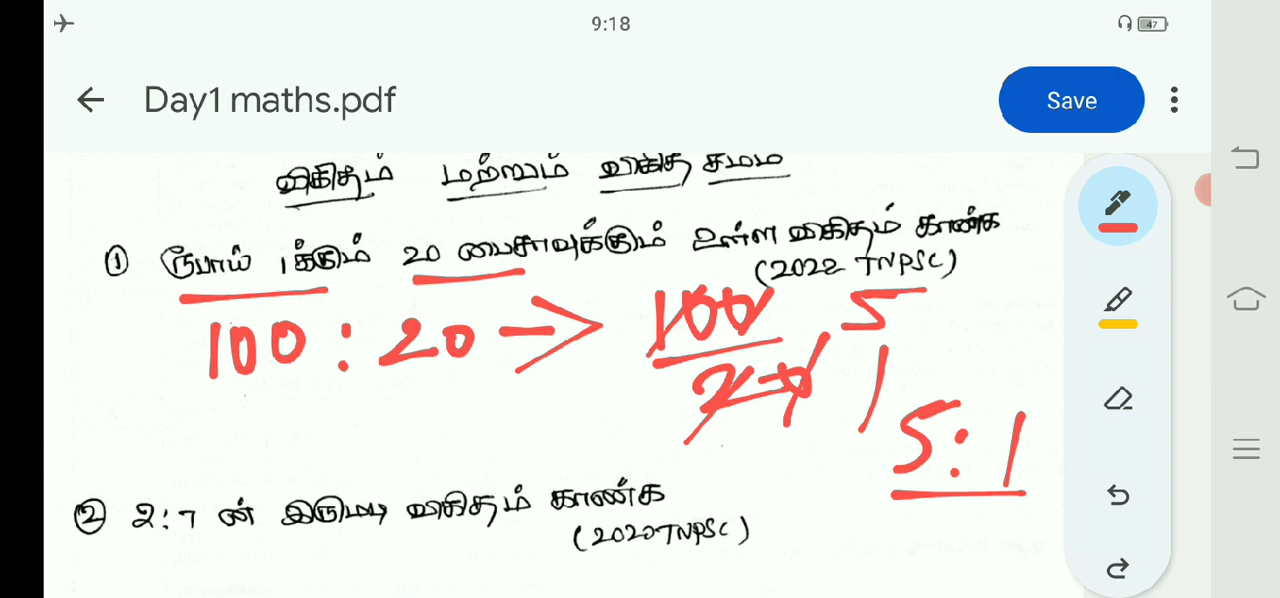 9:18
47
Day1 maths.pdf
Save
விகிதம் மற்றும் விகித சமம்
① ரூபாய் 1க்கும் 20 பைசாவுக்கும் உள்ள விகிதம் காண்க
(2022 TNPSC)
100 : 20 → 100/20 5/1
5:1
② 2:7 ன் இருமடி விகிதம் காண்க
(2020 TNPSC)